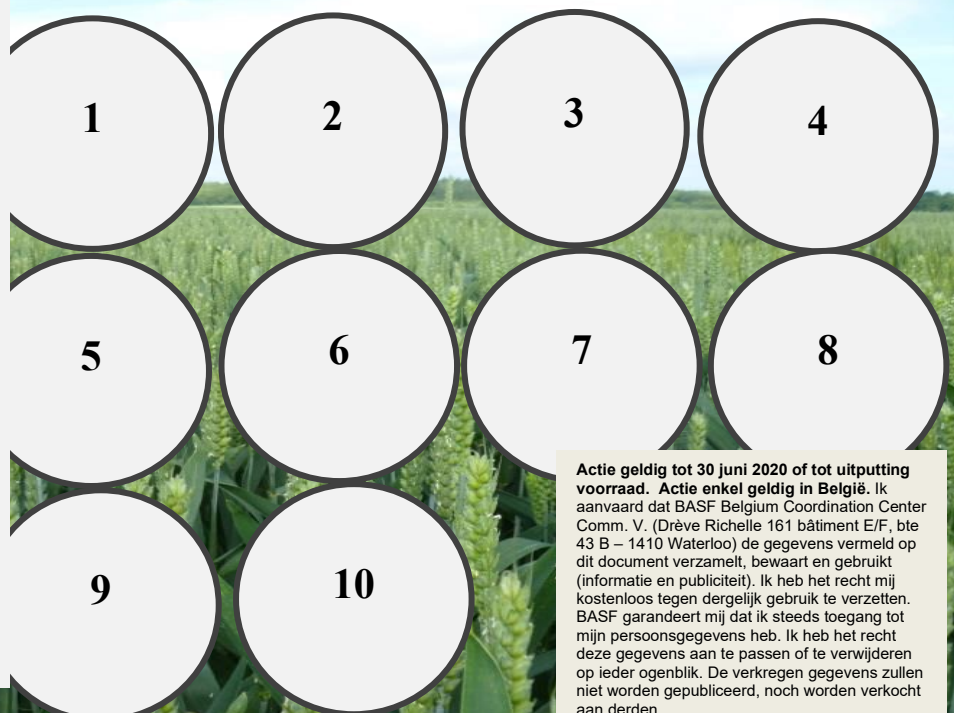 1 2 3 4
5 6 7 8
9 10
Actie geldig tot 30 juni 2020 of tot uitputting
voorraad. Actie enkel geldig in België. Ik
aanvaard dat BASF Belgium Coordination Center
Comm. V. (Drève Richelle 161 bâtiment E/F, bte
43 B – 1410 Waterloo) de gegevens vermeld op
dit document verzamelt, bewaart en gebruikt
(informatie en publiciteit). Ik heb het recht mij
kostenloos tegen dergelijk gebruik te verzetten.
BASF garandeert mij dat ik steeds toegang tot
mijn persoonsgegevens heb. Ik heb het recht
deze gegevens aan te passen of te verwijderen
op ieder ogenblik. De verkregen gegevens zullen
niet worden gepubliceerd, noch worden verkocht
aan derden